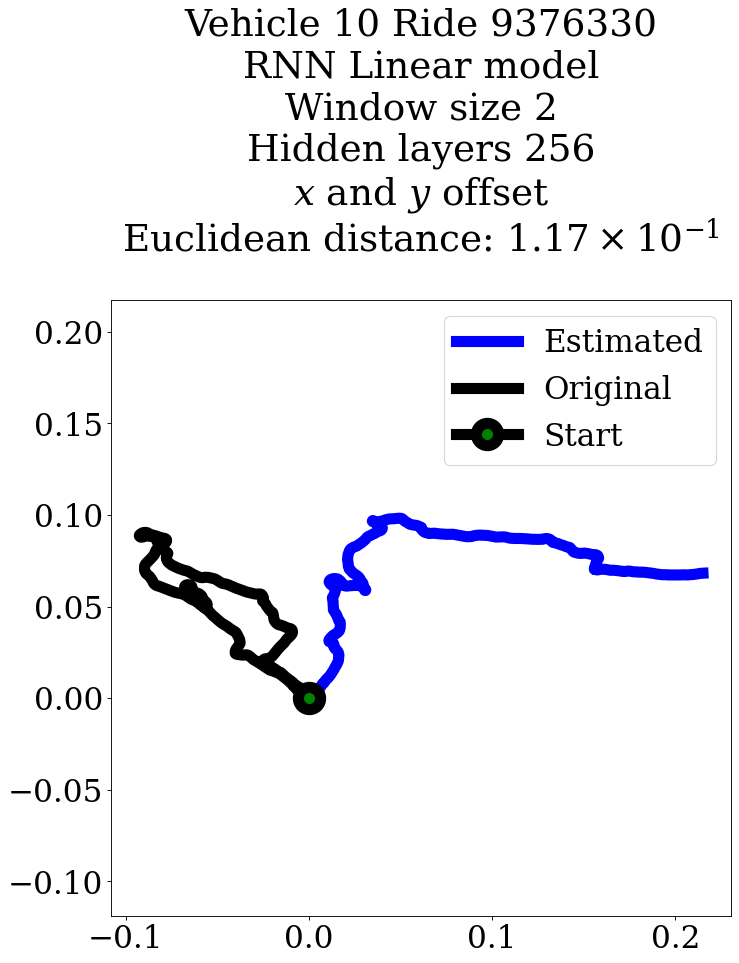 Vehicle 10 Ride 9376330
RNN Linear model
Window size 2
Hidden layers 256
x and y offset
Euclidean distance: 1.17 × 10⁻¹
Estimated
Original
Start
0.20
0.15
0.10
0.05
0.00
−0.05
−0.10
−0.1 0.0 0.1 0.2